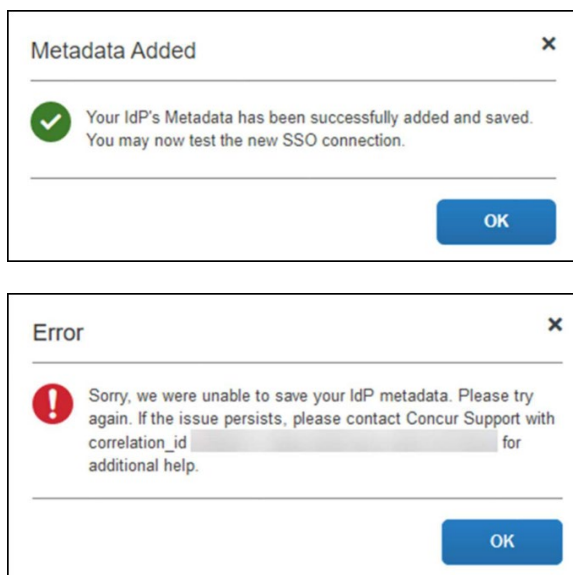 Metadata Added
Your IdP's Metadata has been successfully added and saved.
You may now test the new SSO connection.
OK
Error
Sorry, we were unable to save your IdP metadata. Please try
again. If the issue persists, please contact Concur Support with
correlation_id for
additional help.
OK